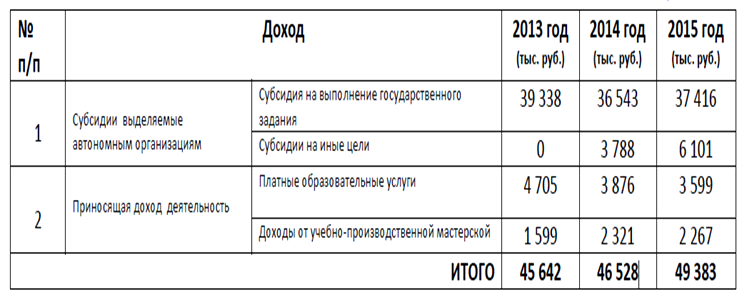 № п/п Доход 2013 год (тыс. руб.) 2014 год (тыс. руб.) 2015 год (тыс. руб.)
1 Субсидии выделяемые автономным организациям Субсидия на выполнение государственного задания 39 338 36 543 37 416
Субсидии на иные цели 0 3 788 6 101
2 Приносящая доход деятельность Платные образовательные услуги 4 705 3 876 3 599
Доходы от учебно-производственной мастерской 1 599 2 321 2 267
ИТОГО 45 642 46 528 49 383